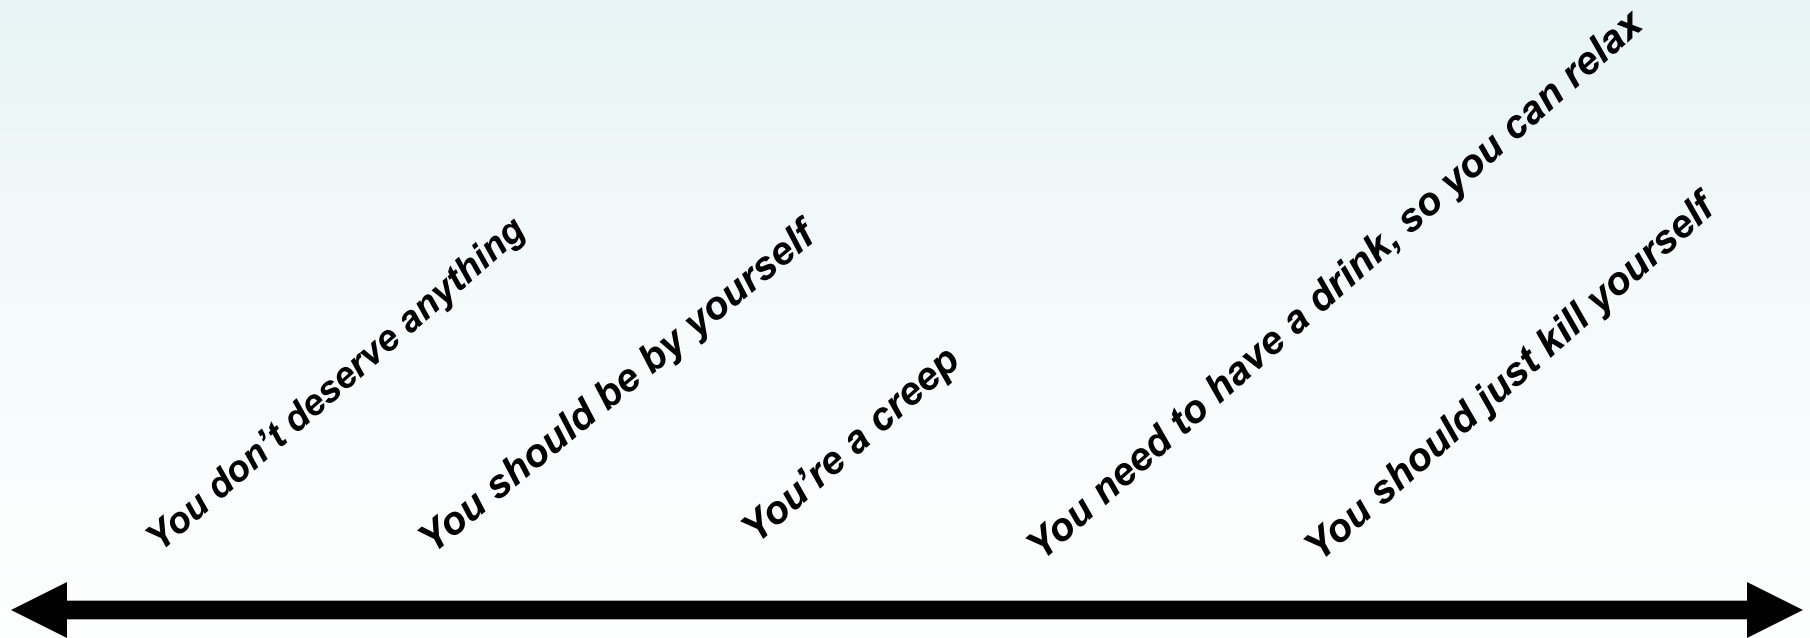 You don’t deserve anything
You should be by yourself
You’re a creep
You need to have a drink, so you can relax
You should just kill yourself